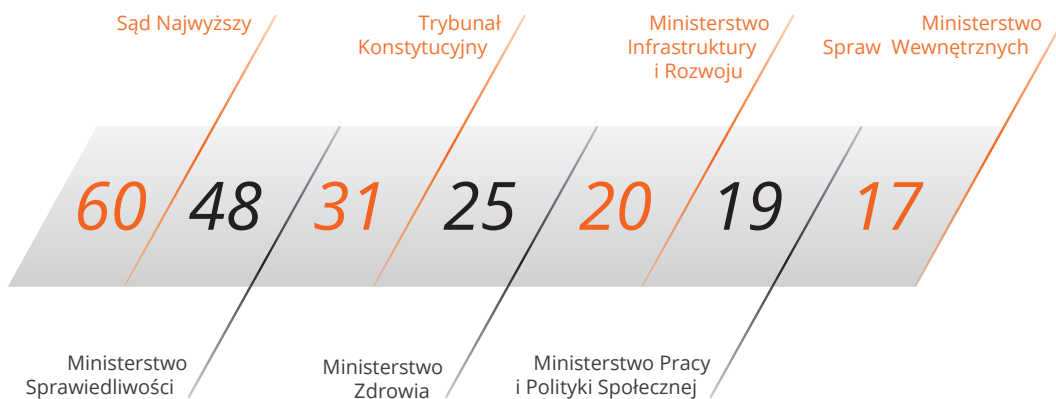 Sąd Najwyższy
Trybunał
Konstytucyjny
Ministerstwo
Infrastruktury
i Rozwoju
Ministerstwo
Spraw Wewnętrznych
60 48 31 25 20 19 17
Ministerstwo
Sprawiedliwości
Ministerstwo
Zdrowia
Ministerstwo Pracy
i Polityki Społecznej